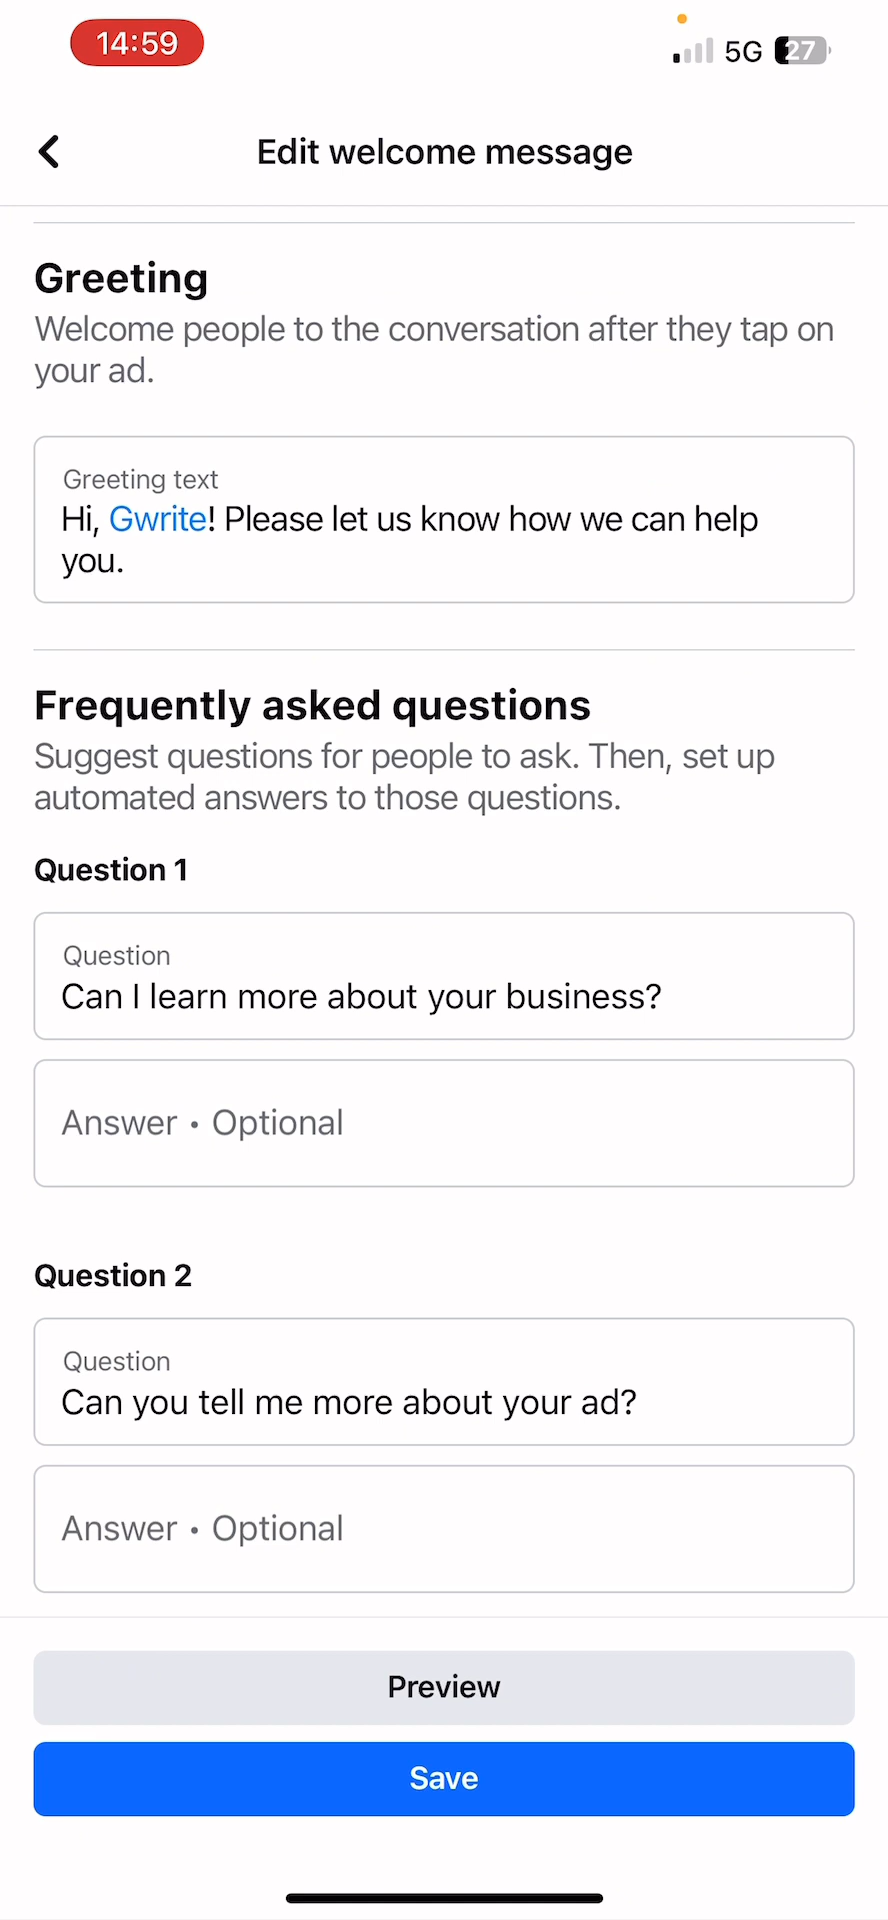 14:59
5G 27
Edit welcome message
Greeting
Welcome people to the conversation after they tap on
your ad.
Greeting text
Hi, Gwrite! Please let us know how we can help
you.
Frequently asked questions
Suggest questions for people to ask. Then, set up
automated answers to those questions.
Question 1
Question
Can I learn more about your business?
Answer • Optional
Question 2
Question
Can you tell me more about your ad?
Answer • Optional
Preview
Save